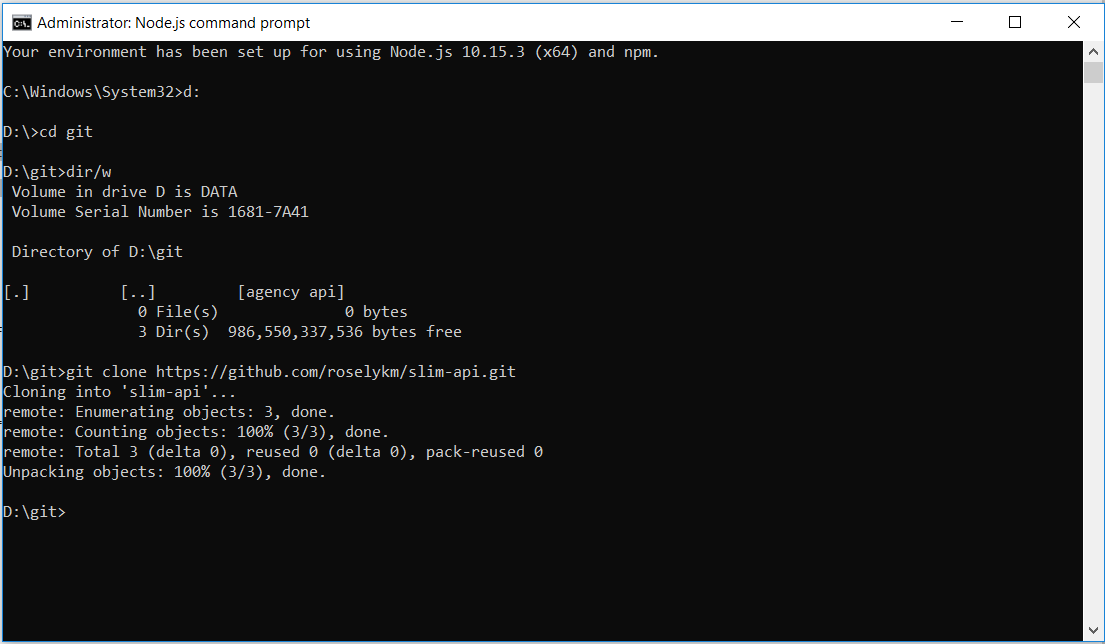 Administrator: Node.js command prompt
Your environment has been set up for using Node.js 10.15.3 (x64) and npm.
C:\Windows\System32>d:
D:\>cd git
D:\git>dir/w
Volume in drive D is DATA
Volume Serial Number is 1681-7A41
Directory of D:\git
[.]          [..]         [agency api]
0 File(s)              0 bytes
3 Dir(s)  986,550,337,536 bytes free
D:\git>git clone https://github.com/roselykm/slim-api.git
Cloning into 'slim-api'...
remote: Enumerating objects: 3, done.
remote: Counting objects: 100% (3/3), done.
remote: Total 3 (delta 0), reused 0 (delta 0), pack-reused 0
Unpacking objects: 100% (3/3), done.
D:\git>